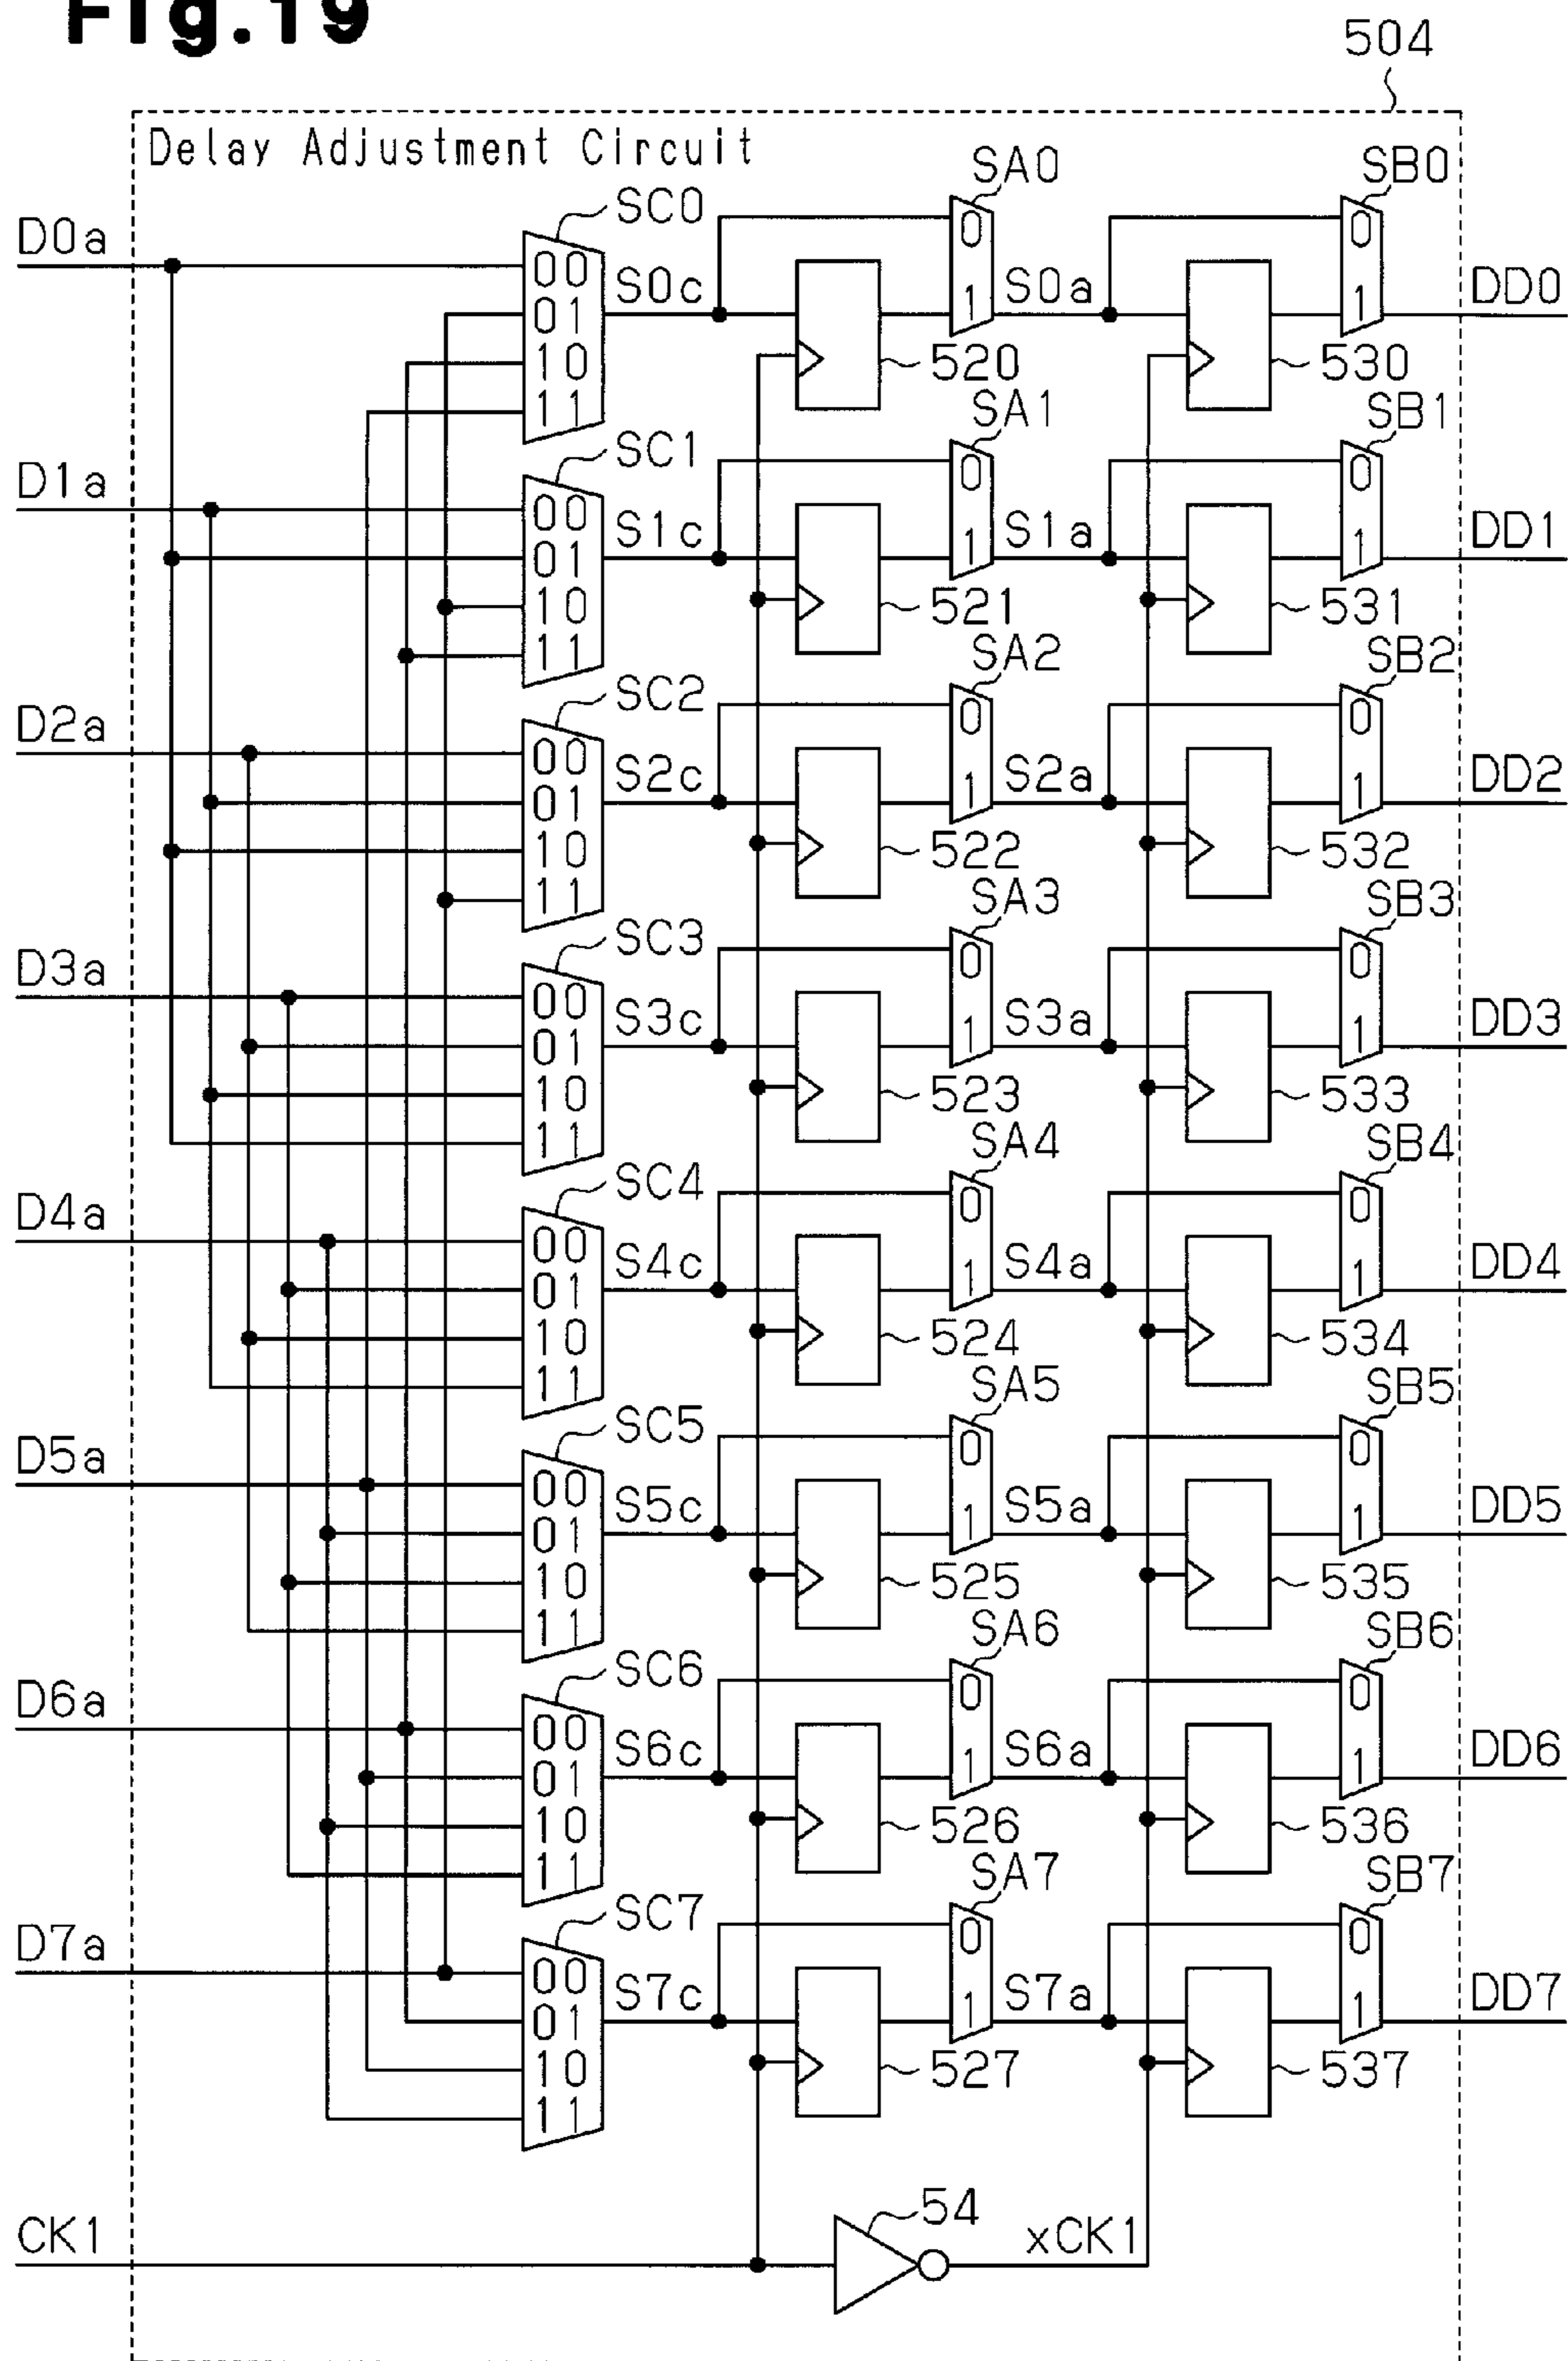 Fig.19
504
Delay Adjustment Circuit
SA0
SB0
SC0
D0a
00
01
10
11
S0c
0
1
S0a
0
1
DD0
520
530
SA1
SB1
SC1
D1a
00
01
10
11
S1c
0
1
S1a
0
1
DD1
521
531
SA2
SB2
SC2
D2a
00
01
10
11
S2c
0
1
S2a
0
1
DD2
522
532
SA3
SB3
SC3
D3a
00
01
10
11
S3c
0
1
S3a
0
1
DD3
523
533
SA4
SB4
SC4
D4a
00
01
10
11
S4c
0
1
S4a
0
1
DD4
524
534
SA5
SB5
SC5
D5a
00
01
10
11
S5c
0
1
S5a
0
1
DD5
525
535
SA6
SB6
SC6
D6a
00
01
10
11
S6c
0
1
S6a
0
1
DD6
526
536
SA7
SB7
SC7
D7a
00
01
10
11
S7c
0
1
S7a
0
1
DD7
527
537
54
CK1
xCK1